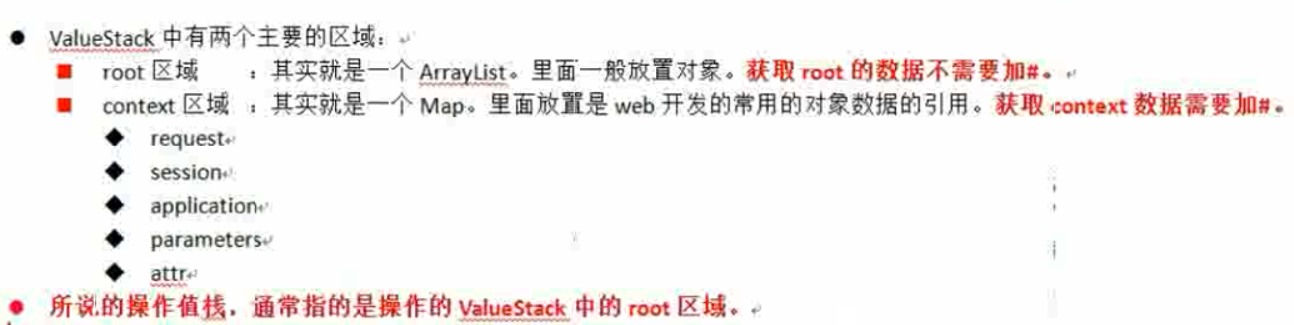 ValueStack 中有两个主要的区域：
root 区域 ：其实就是一个 ArrayList。里面一般放置对象。获取 root 的数据不需要加#。
context 区域 ：其实就是一个 Map。里面放置是 web 开发的常用的对象数据的引用。获取 context 数据需要加#。
request
session
application
parameters
attr
所说的操作值栈，通常指的是操作的 ValueStack 中的 root 区域。